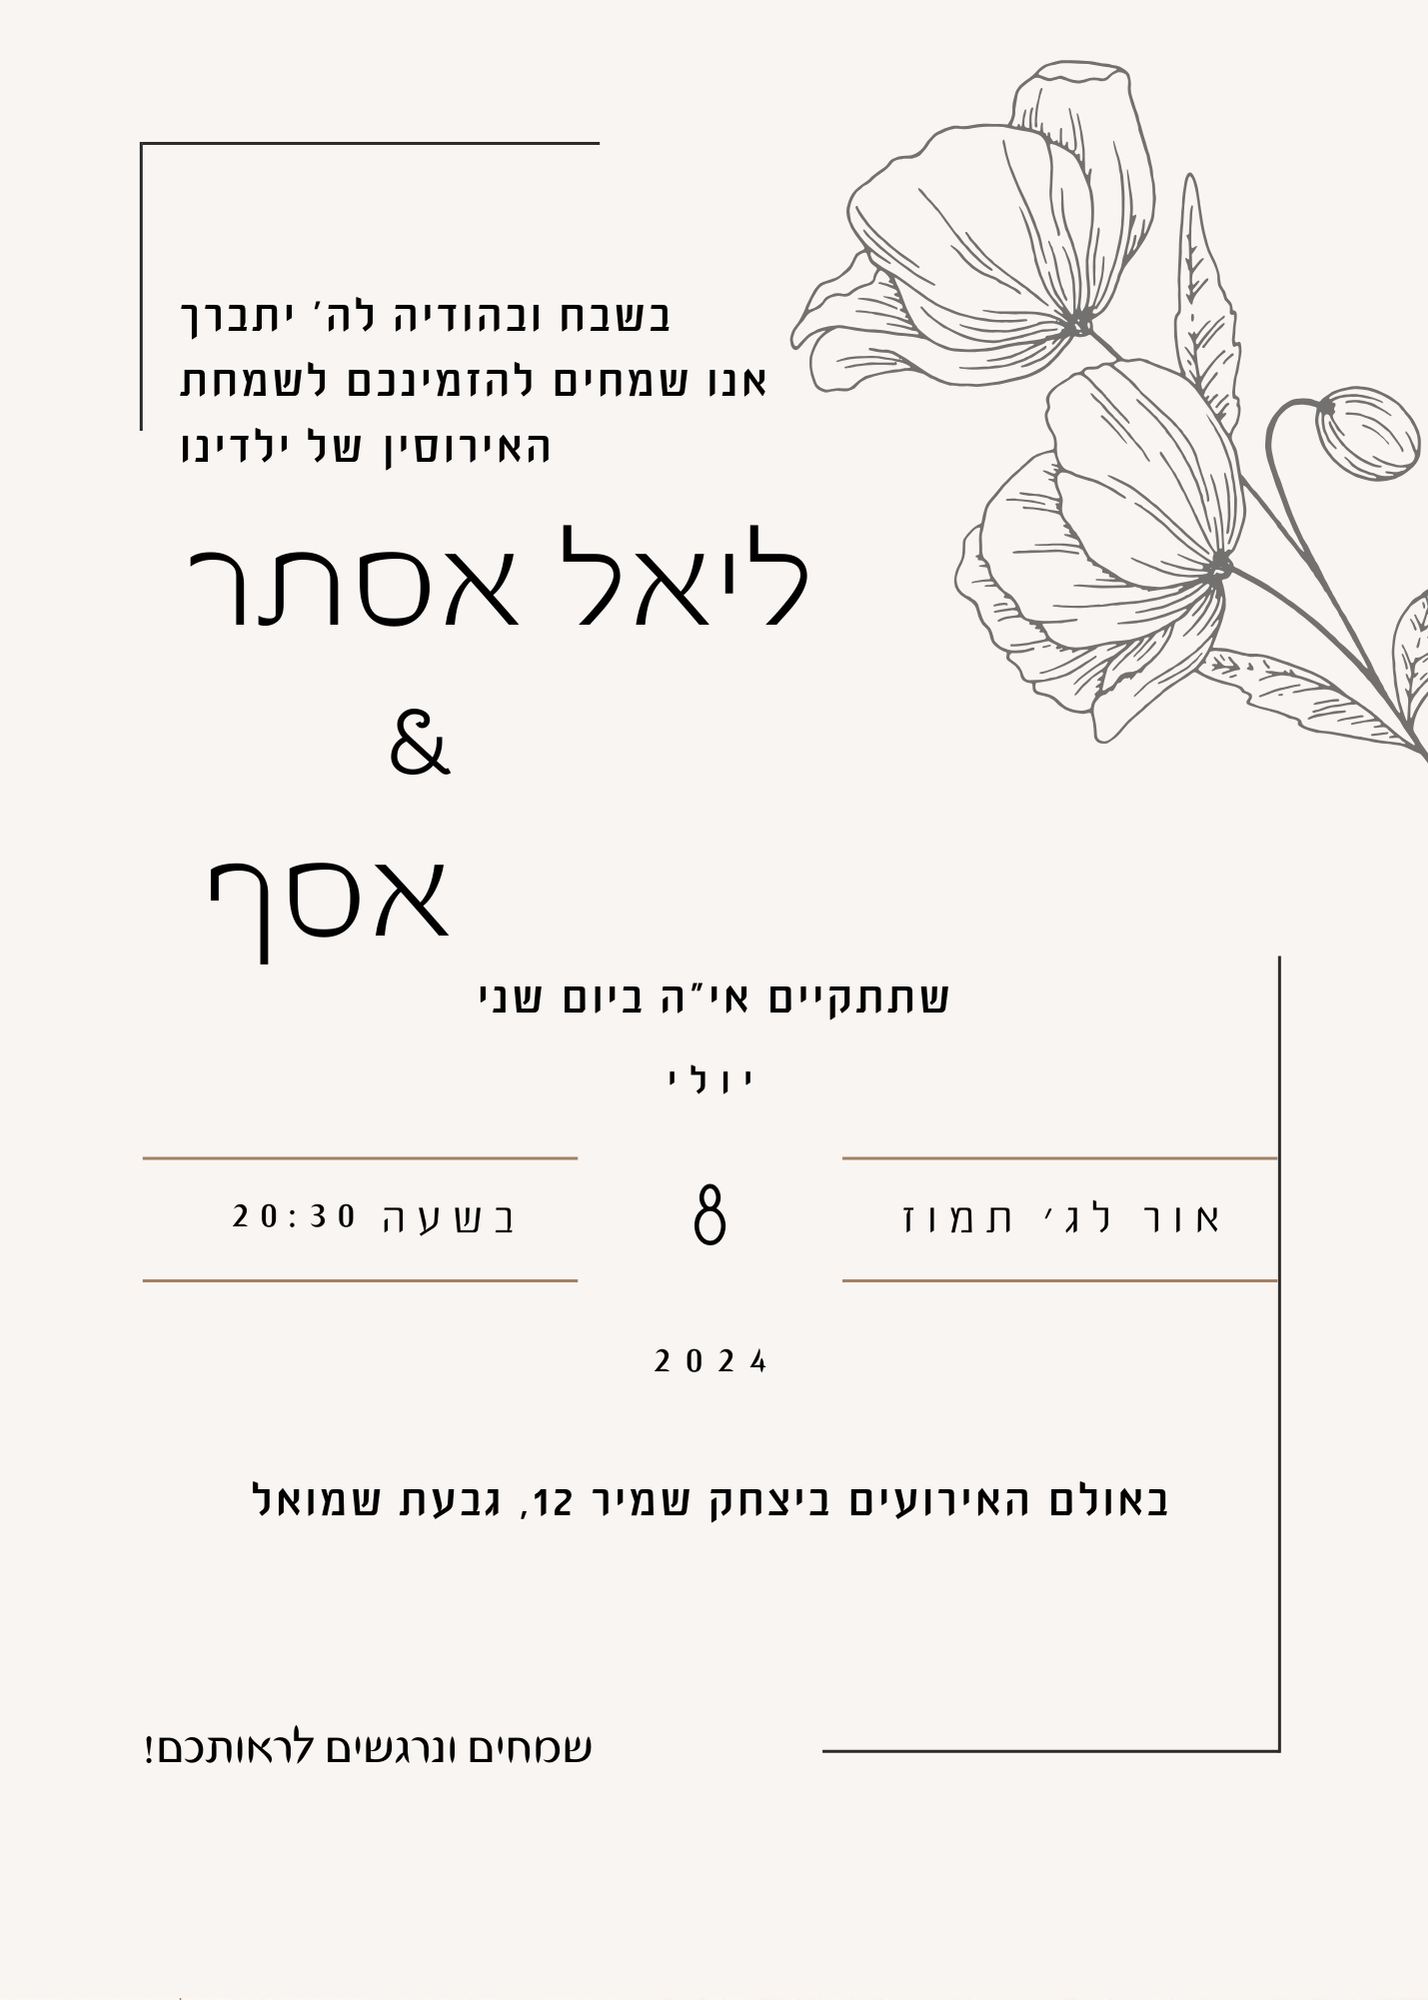 בשבח ובהודיה לה' יתברך
אנו שמחים להזמינכם לשמחת
האירוסין של ילדינו
ליאל אסתר
&
אסף
שתתקיים אי"ה ביום שני
יולי
אור לג' תמוז
8
בשעה 20:30
2024
באולם האירועים ביצחק שמיר 12, גבעת שמואל
שמחים ונרגשים לראותכם!